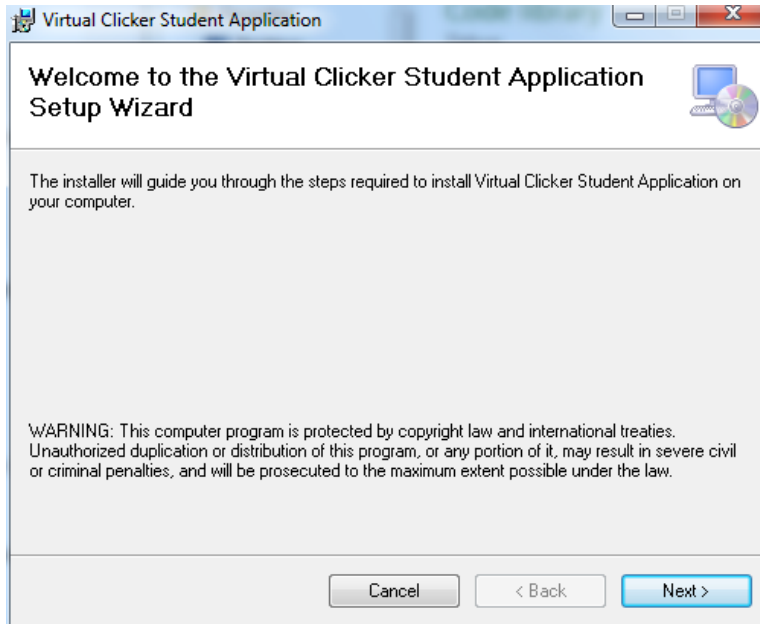 Virtual Clicker Student Application
Welcome to the Virtual Clicker Student Application
Setup Wizard
The installer will guide you through the steps required to install Virtual Clicker Student Application on
your computer.
WARNING: This computer program is protected by copyright law and international treaties.
Unauthorized duplication or distribution of this program, or any portion of it, may result in severe civil
or criminal penalties, and will be prosecuted to the maximum extent possible under the law.
Cancel
< Back
Next >